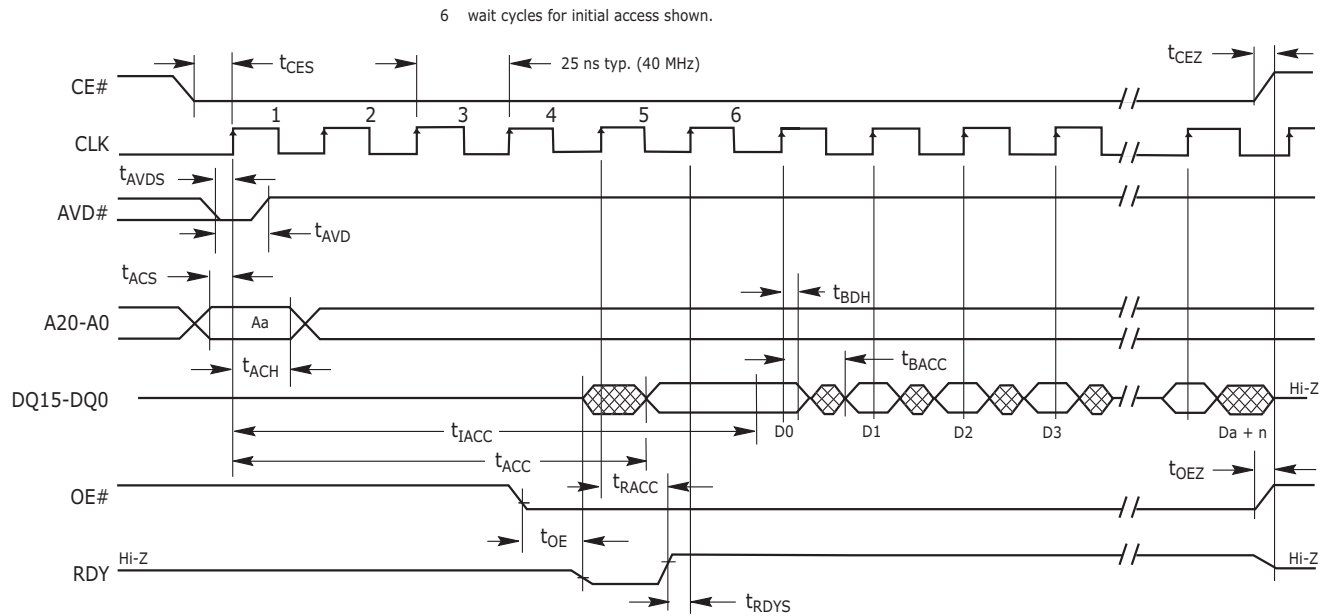 6 wait cycles for initial access shown.
tCES
25 ns typ. (40 MHz)
tCEZ
CE#
1 2 3 4 5 6
CLK
tAVDS
AVD#
tAVD
tACS
tBDH
A20-A0
Aa
tACH
tBACC
DQ15-DQ0
Hi-Z
D0 D1 D2 D3 Da + n
tIACC
tACC
tRACC
tOEZ
OE#
tOE
Hi-Z
Hi-Z
RDY
tRDYS